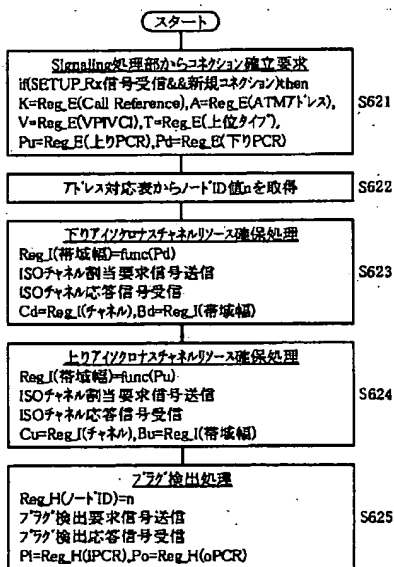 スタート
Signaling処理部からコネクション確立要求
if(SETUP_Rx信号受信&&新規コネクション)then
K=Reg_E(Call Reference),A=Reg_E(ATMアドレス),
V=Reg_E(VPI/VCI),T=Reg_E(上位タイプ),
Pu=Reg_E(上りPCR),Pd=Reg_E(下りPCR)
S621
アドレス対応表からノードID値nを取得
S622
下りアイソクロナスチャネルリソース確保処理
Reg_I(帯域幅)=func(Pd)
ISOチャネル割当要求信号送信
ISOチャネル応答信号受信
Cd=Reg_I(チャネル),Bd=Reg_I(帯域幅)
S623
上りアイソクロナスチャネルリソース確保処理
Reg_I(帯域幅)=func(Pu)
ISOチャネル割当要求信号送信
ISOチャネル応答信号受信
Cu=Reg_I(チャネル),Bu=Reg_I(帯域幅)
S624
プラグ検出処理
Reg_H(ノードID)=n
プラグ検出要求信号送信
プラグ検出応答信号受信
Pi=Reg_H(iPCR),Po=Reg_H(oPCR)
S625